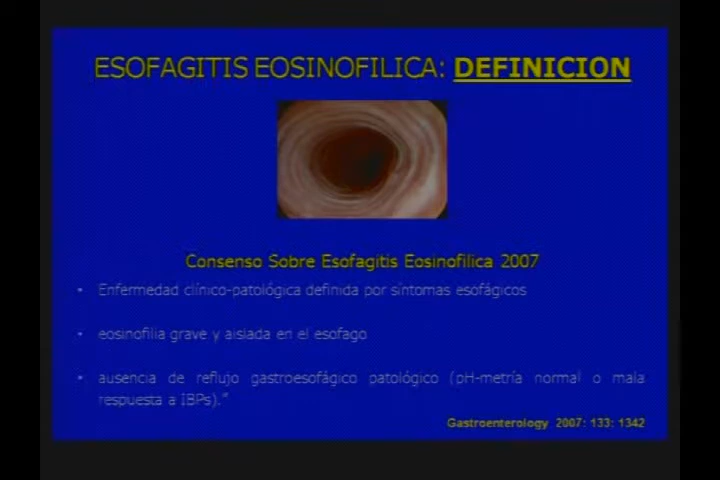 ESOFAGITIS EOSINOFILICA: DEFINICION
Consenso Sobre Esofagitis Eosinofilica 2007
• Enfermedad clínico-patológica definida por síntomas esofágicos
• eosinofilia grave y aislada en el esofago
• ausencia de reflujo gastroesofágico patológico (pH-metría normal o mala
respuesta a IBPs).”
Gastroenterology 2007: 133: 1342